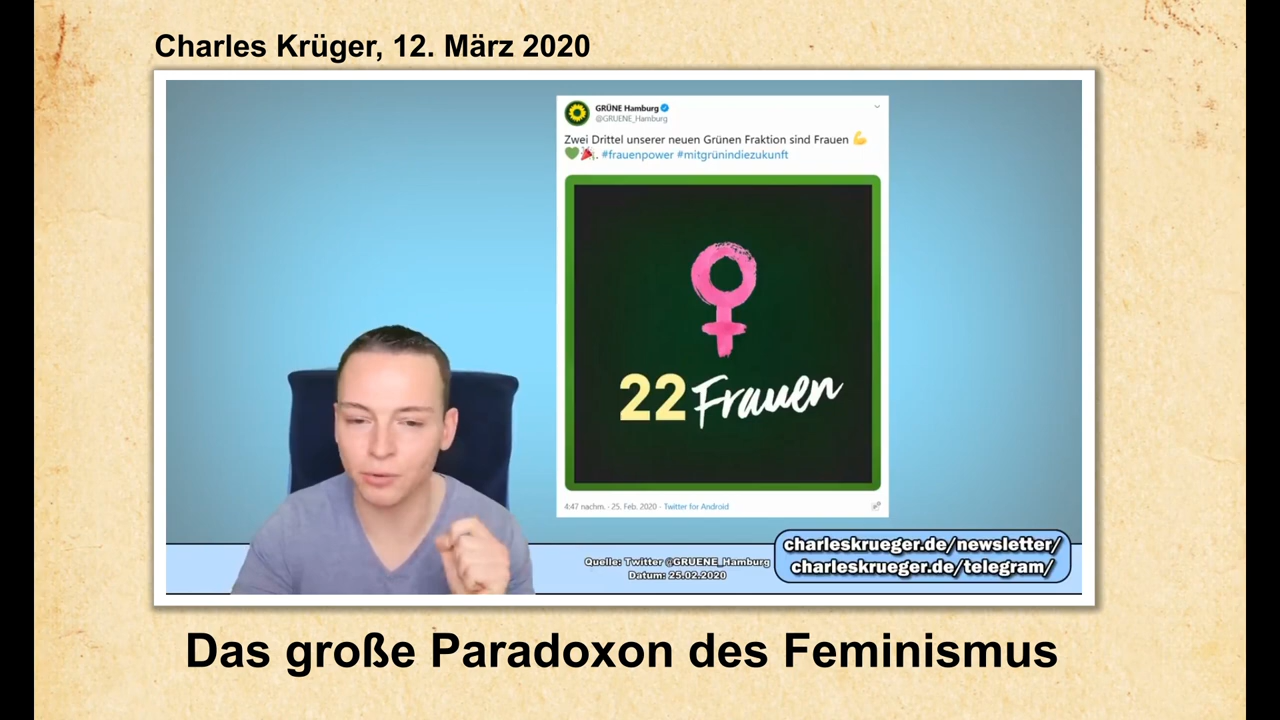 Charles Krüger, 12. März 2020
GRÜNE Hamburg
@GRUENE_Hamburg
Zwei Drittel unserer neuen Grünen Fraktion sind Frauen 💪
💚🎉. #frauenpower #mitgrünindiezukunft
22 Frauen
4:47 nachm. · 25. Feb. 2020 · Twitter for Android
charleskrueger.de/newsletter/
charleskrueger.de/telegram/
Quelle: Twitter @GRUENE_Hamburg
Datum: 25.02.2020
Das große Paradoxon des Feminismus